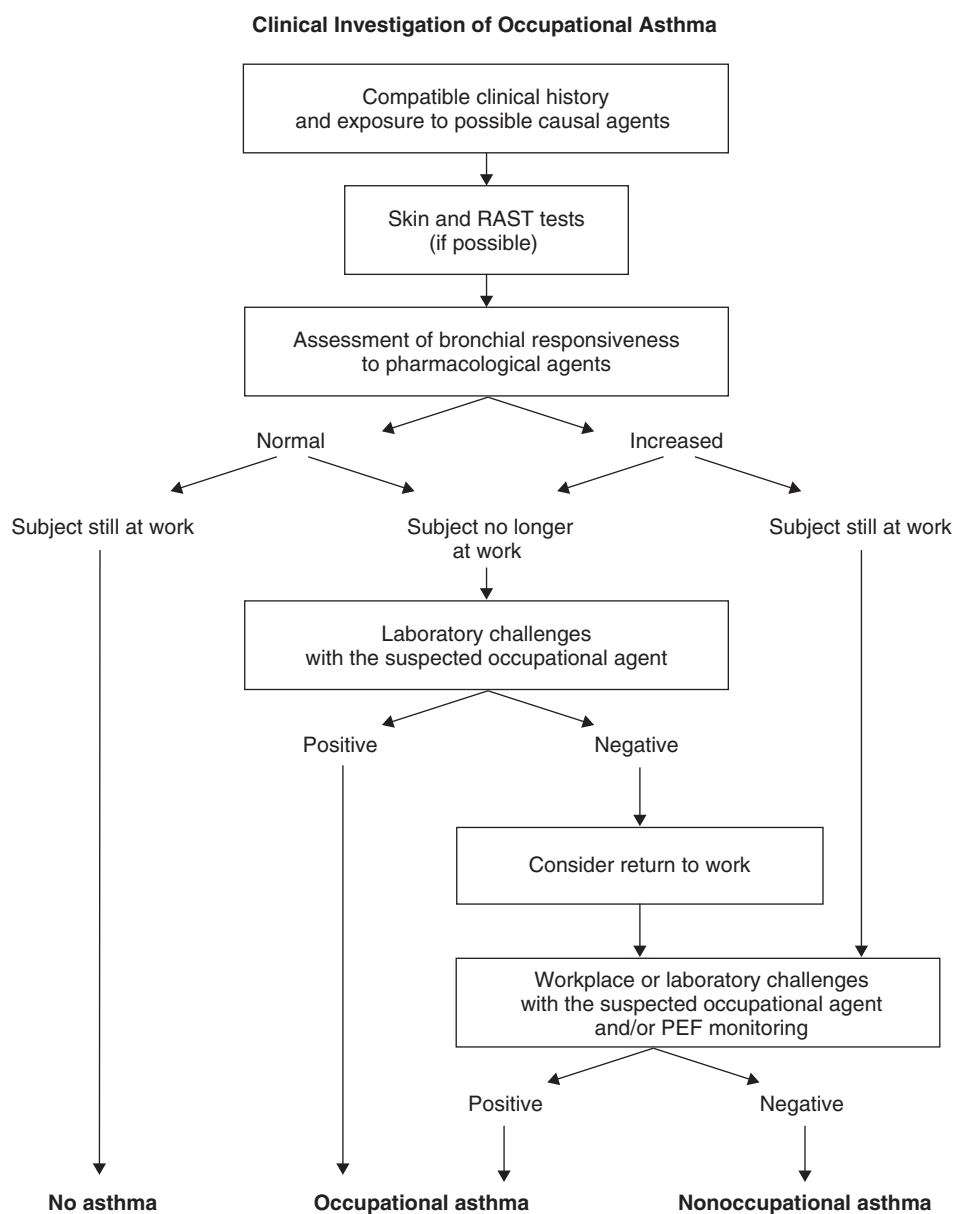 Clinical Investigation of Occupational Asthma
Compatible clinical history
and exposure to possible causal agents
Skin and RAST tests
(if possible)
Assessment of bronchial responsiveness
to pharmacological agents
Normal
Increased
Subject still at work
Subject no longer
at work
Subject still at work
Laboratory challenges
with the suspected occupational agent
Positive
Negative
Consider return to work
Workplace or laboratory challenges
with the suspected occupational agent
and/or PEF monitoring
Positive
Negative
No asthma
Occupational asthma
Nonoccupational asthma